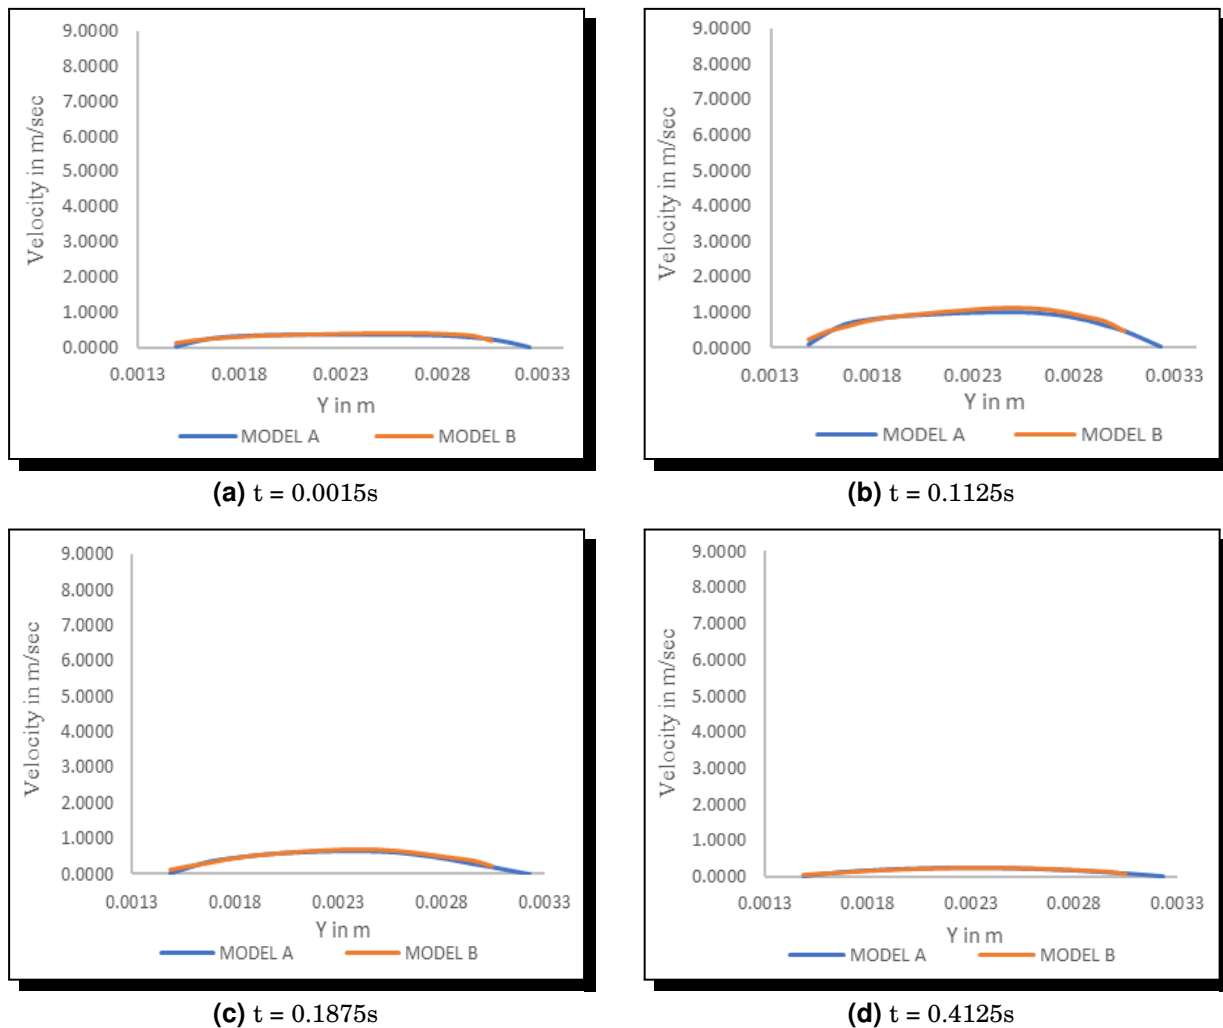 9.0000
8.0000
7.0000
6.0000
5.0000
4.0000
3.0000
2.0000
1.0000
0.0000
Velocity in m/sec
0.0013 0.0018 0.0023 0.0028 0.0033
Y in m
MODEL A MODEL B
(a) t = 0.0015s
9.0000
8.0000
7.0000
6.0000
5.0000
4.0000
3.0000
2.0000
1.0000
0.0000
Velocity in m/sec
0.0013 0.0018 0.0023 0.0028 0.0033
Y in m
MODEL A MODEL B
(b) t = 0.1125s
9.0000
8.0000
7.0000
6.0000
5.0000
4.0000
3.0000
2.0000
1.0000
0.0000
Velocity in m/sec
0.0013 0.0018 0.0023 0.0028 0.0033
Y in m
MODEL A MODEL B
(c) t = 0.1875s
9.0000
8.0000
7.0000
6.0000
5.0000
4.0000
3.0000
2.0000
1.0000
0.0000
Velocity in m/sec
0.0013 0.0018 0.0023 0.0028 0.0033
Y in m
MODEL A MODEL B
(d) t = 0.4125s